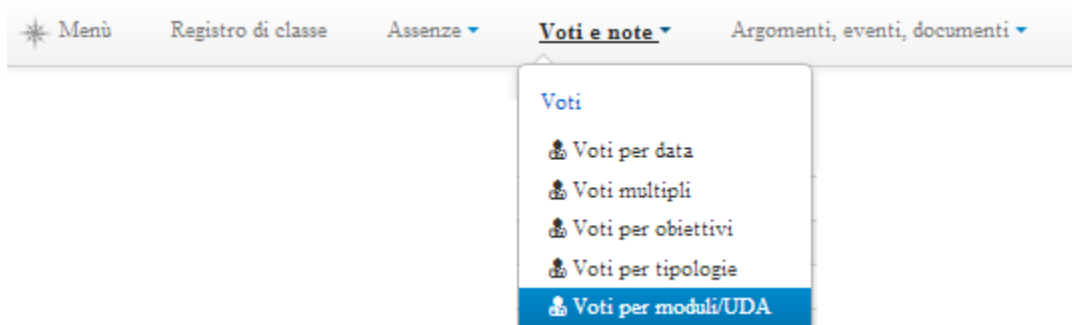 Menù Registro di classe Assenze Voti e note Argomenti, eventi, documenti
Voti
Voti per data
Voti multipli
Voti per obiettivi
Voti per tipologie
Voti per moduli/UDA